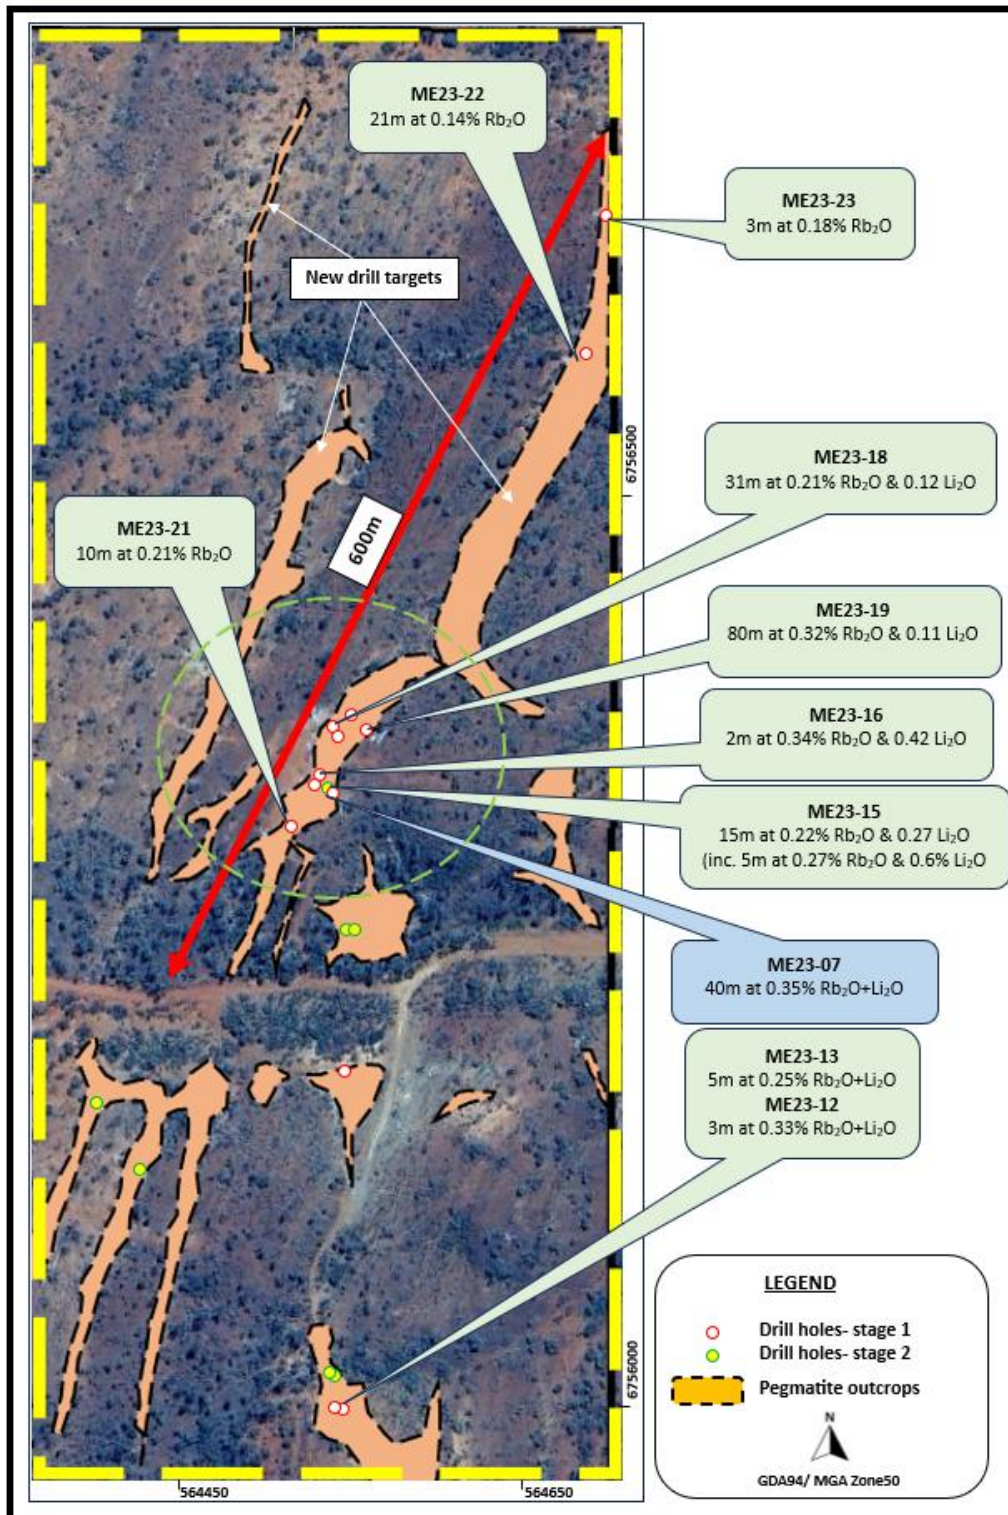 ME23-22
21m at 0.14% Rb₂O
ME23-23
3m at 0.18% Rb₂O
New drill targets
6756500
ME23-18
31m at 0.21% Rb₂O & 0.12 Li₂O
600m
ME23-21
10m at 0.21% Rb₂O
ME23-19
80m at 0.32% Rb₂O & 0.11 Li₂O
ME23-16
2m at 0.34% Rb₂O & 0.42 Li₂O
ME23-15
15m at 0.22% Rb₂O & 0.27 Li₂O
(inc. 5m at 0.27% Rb₂O & 0.6% Li₂O
ME23-07
40m at 0.35% Rb₂O+Li₂O
ME23-13
5m at 0.25% Rb₂O+Li₂O
ME23-12
3m at 0.33% Rb₂O+Li₂O
6756000
LEGEND
Drill holes- stage 1
Drill holes- stage 2
Pegmatite outcrops
N
GDA94/ MGA Zone50
564450
564650